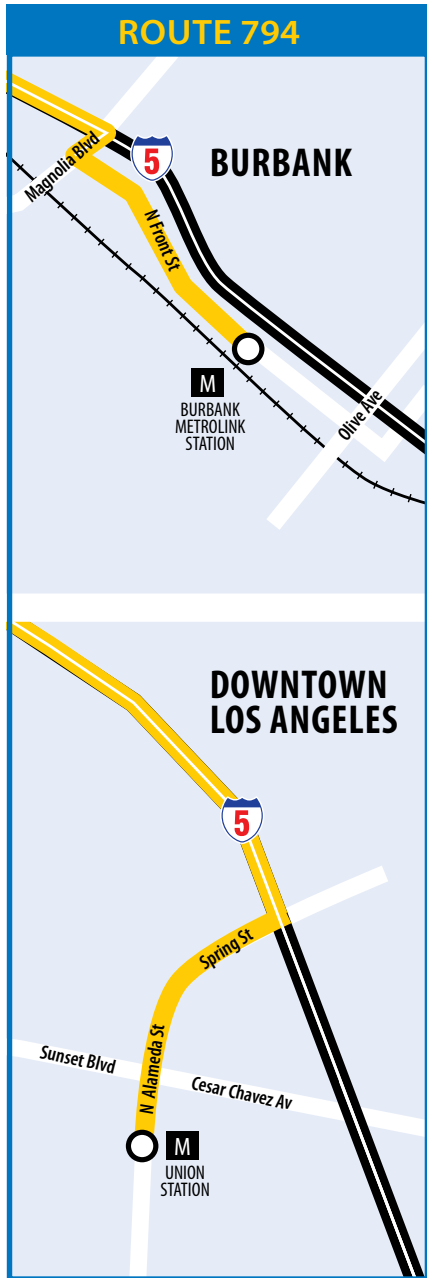 ROUTE 794
Magnolia Blvd
5
BURBANK
N Front St
M
BURBANK
METROLINK
STATION
Olive Ave
DOWNTOWN
LOS ANGELES
5
Spring St
N Alameda St
Sunset Blvd
Cesar Chavez Av
M
UNION
STATION